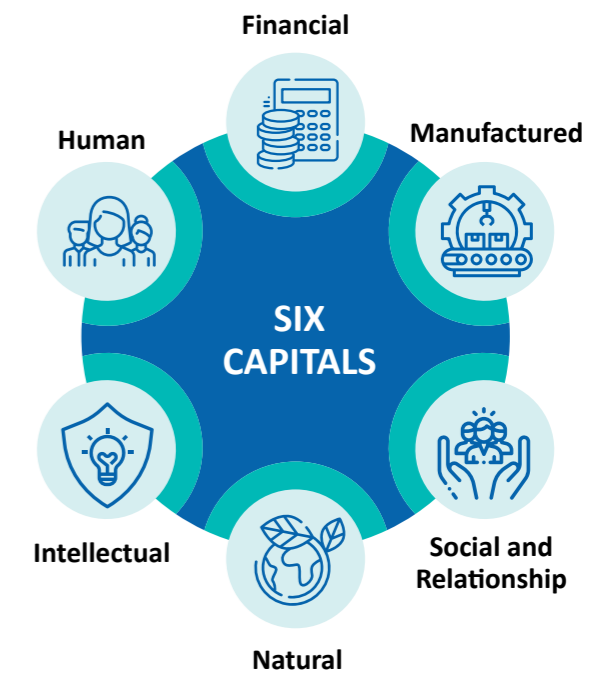 Financial
Human
Manufactured
SIX
CAPITALS
Intellectual
Social and
Relationship
Natural